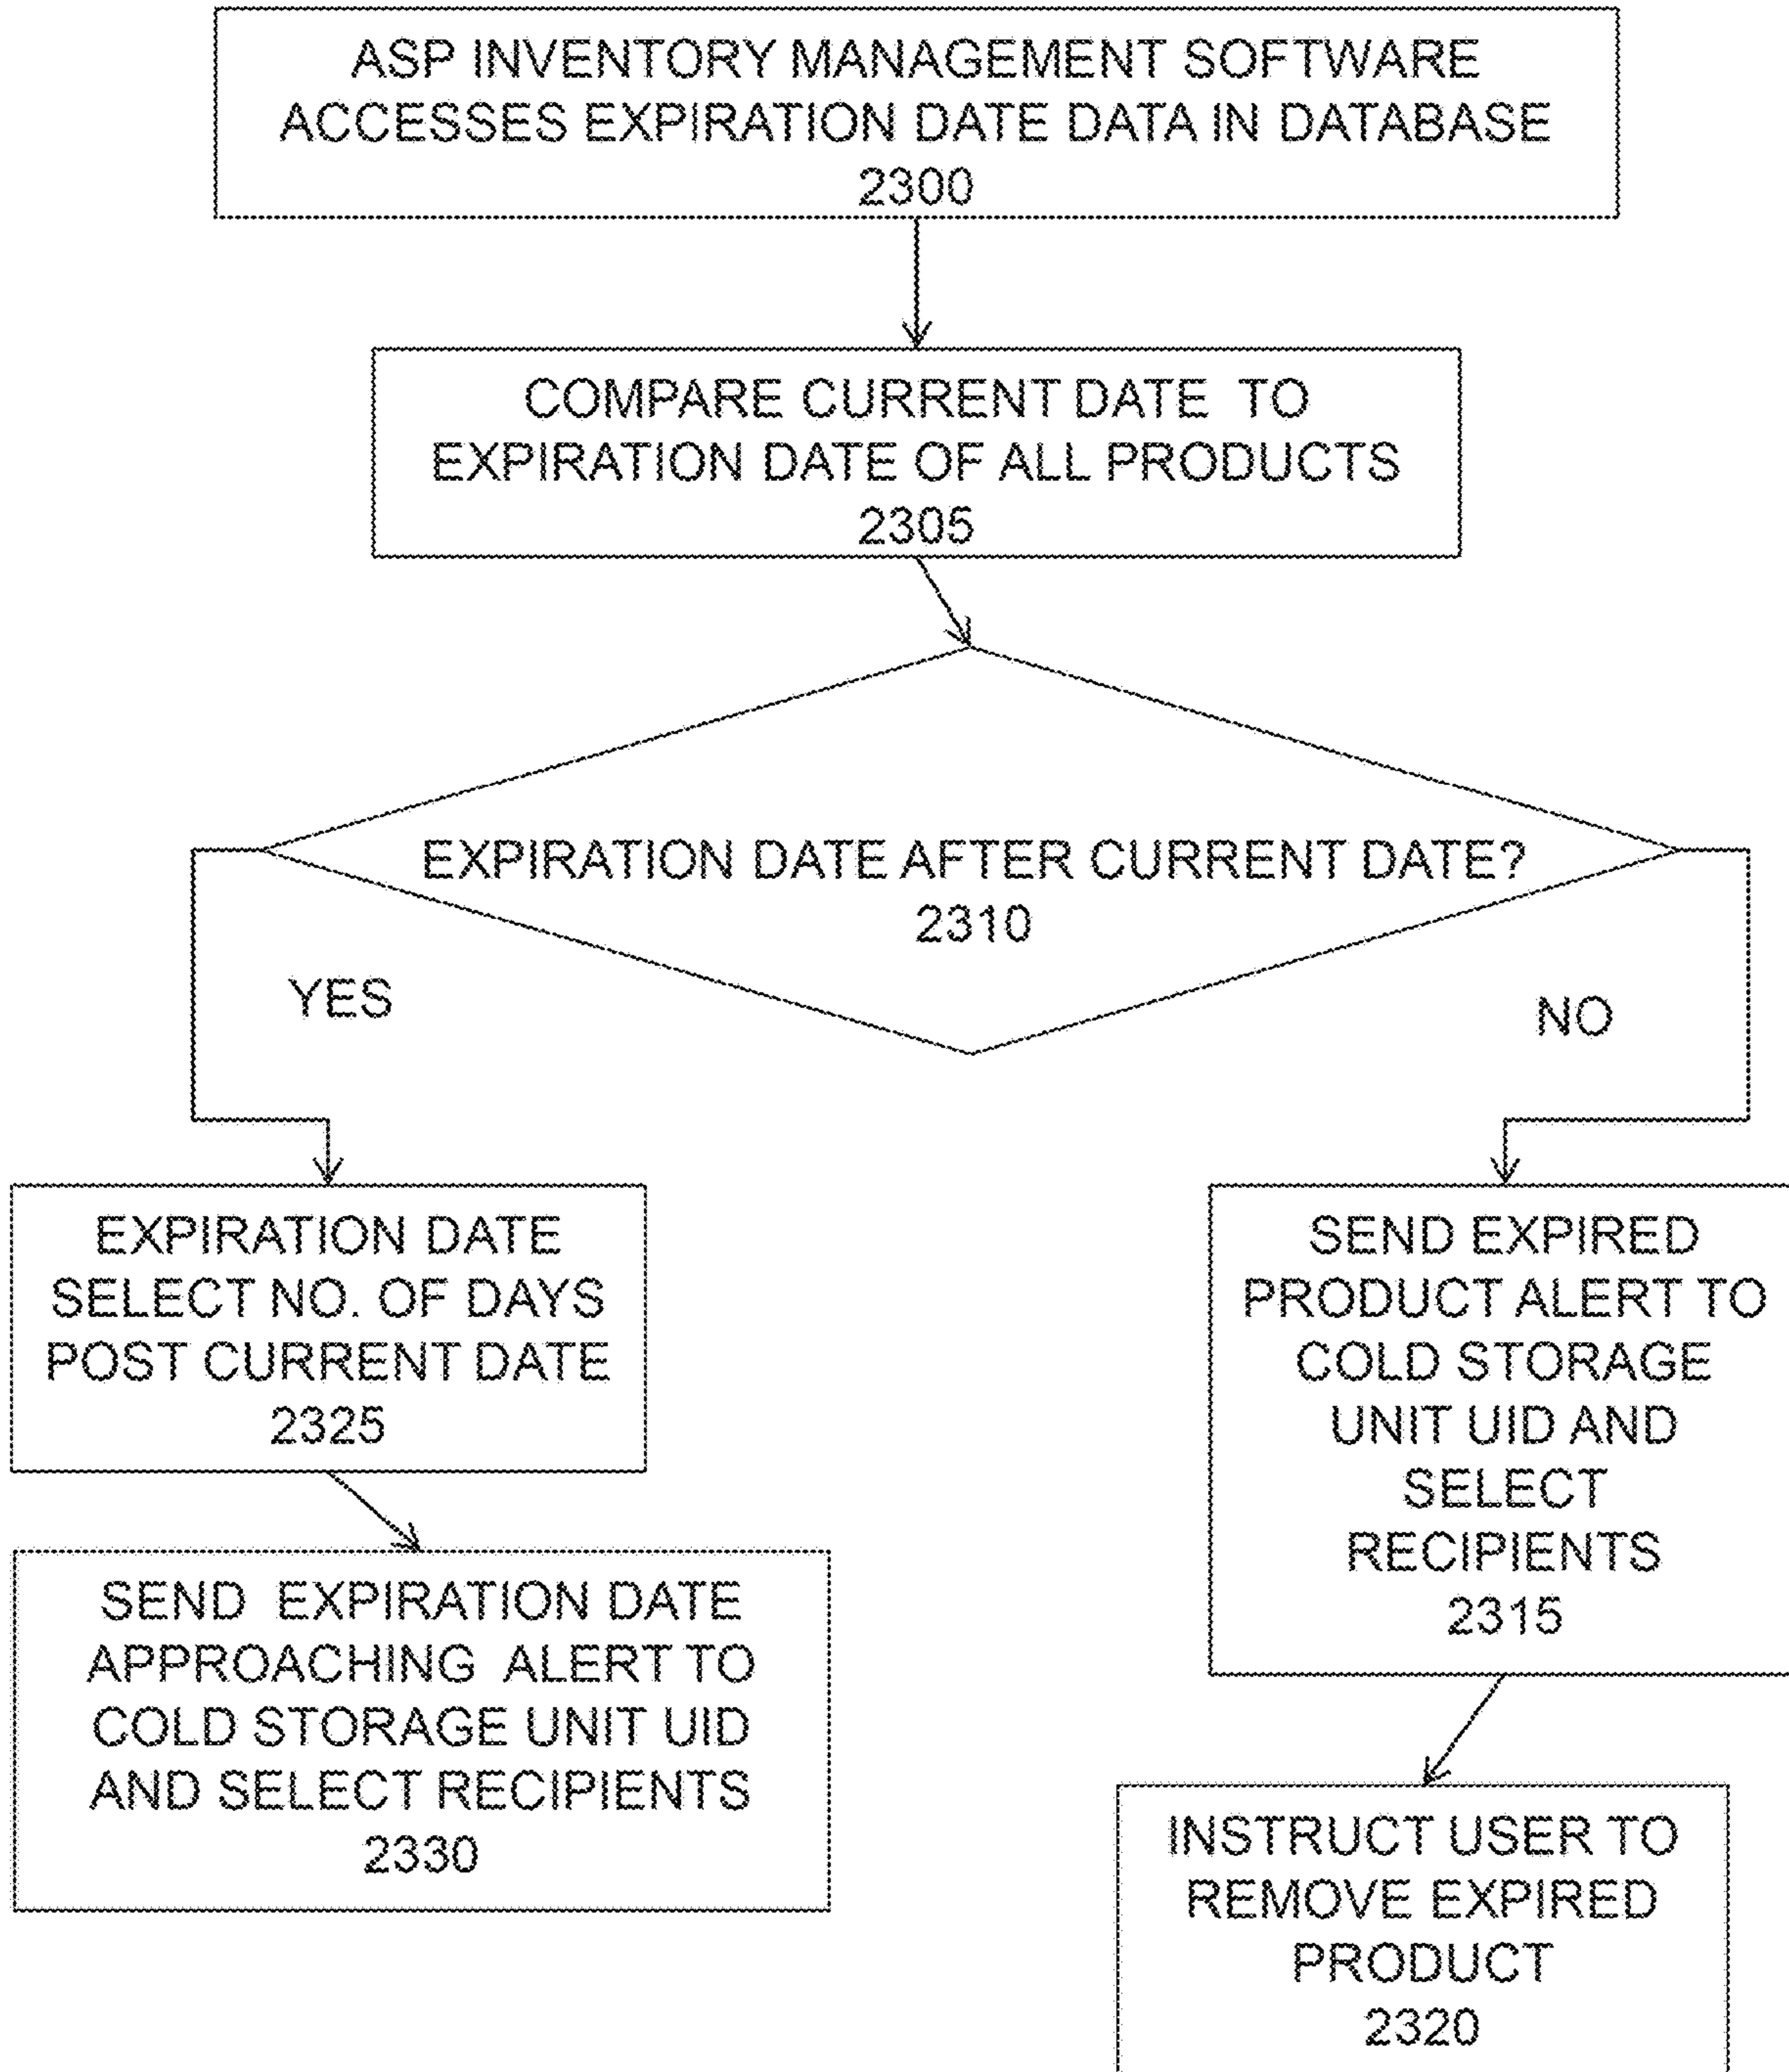 ASP INVENTORY MANAGEMENT SOFTWARE
ACCESSES EXPIRATION DATE DATA IN DATABASE
2300
COMPARE CURRENT DATE TO
EXPIRATION DATE OF ALL PRODUCTS
2305
EXPIRATION DATE AFTER CURRENT DATE?
2310
YES
NO
EXPIRATION DATE
SELECT NO. OF DAYS
POST CURRENT DATE
2325
SEND EXPIRATION DATE
APPROACHING ALERT TO
COLD STORAGE UNIT UID
AND SELECT RECIPIENTS
2330
SEND EXPIRED
PRODUCT ALERT TO
COLD STORAGE
UNIT UID AND
SELECT
RECIPIENTS
2315
INSTRUCT USER TO
REMOVE EXPIRED
PRODUCT
2320